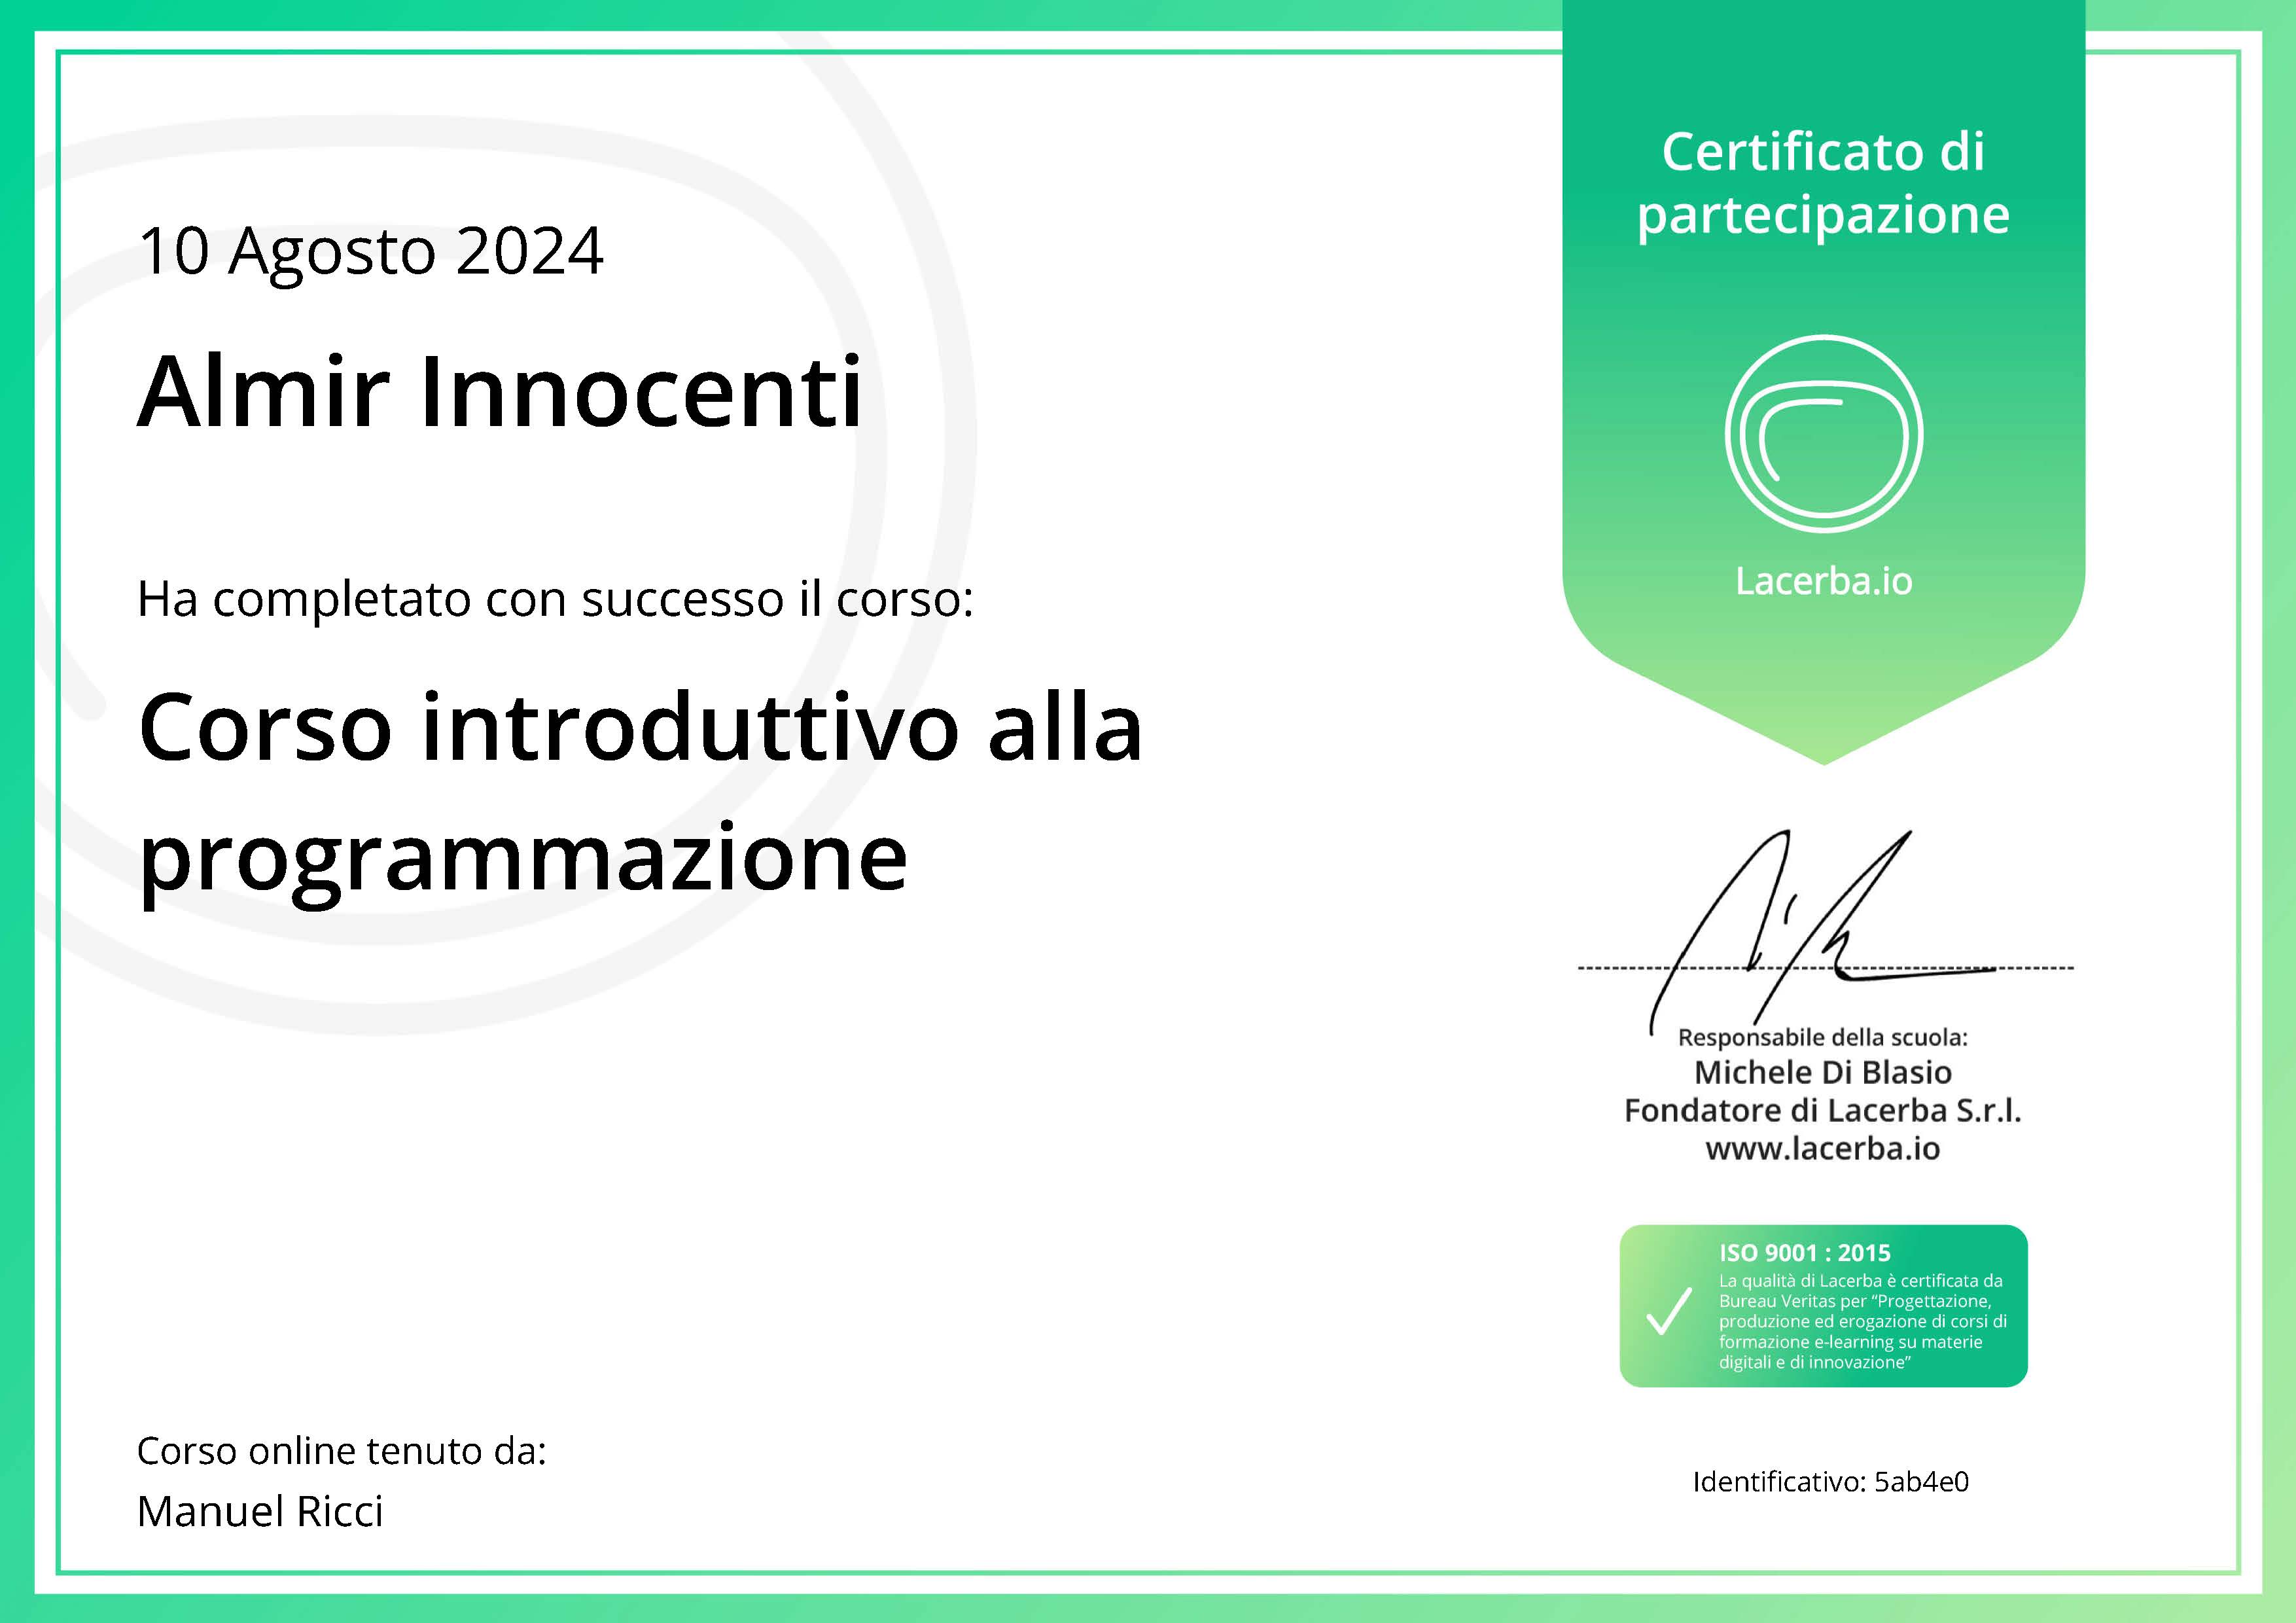 10 Agosto 2024
Almir Innocenti
Ha completato con successo il corso:
Corso introduttivo alla
programmazione
Corso online tenuto da:
Manuel Ricci
Certificato di
partecipazione
Lacerba.io
Responsabile della scuola:
Michele Di Blasio
Fondatore di Lacerba S.r.l.
www.lacerba.io
ISO 9001 : 2015
La qualità di Lacerba è certificata da
Bureau Veritas per “Progettazione,
produzione ed erogazione di corsi di
formazione e-learning su materie
digitali e di innovazione”
Identificativo: 5ab4e0